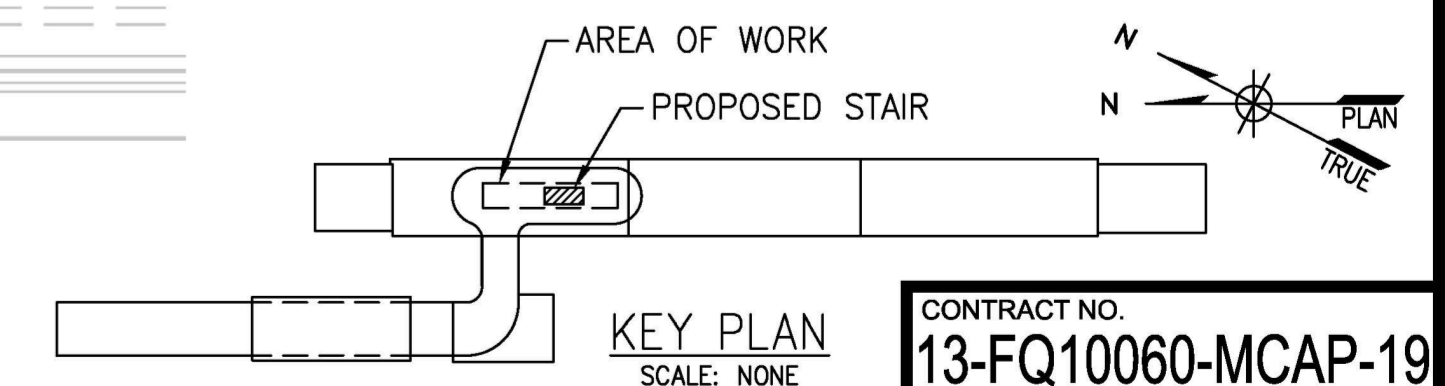 AREA OF WORK
PROPOSED STAIR
N
N
PLAN
TRUE
KEY PLAN
SCALE: NONE
CONTRACT NO.
13-FQ10060-MCAP-19